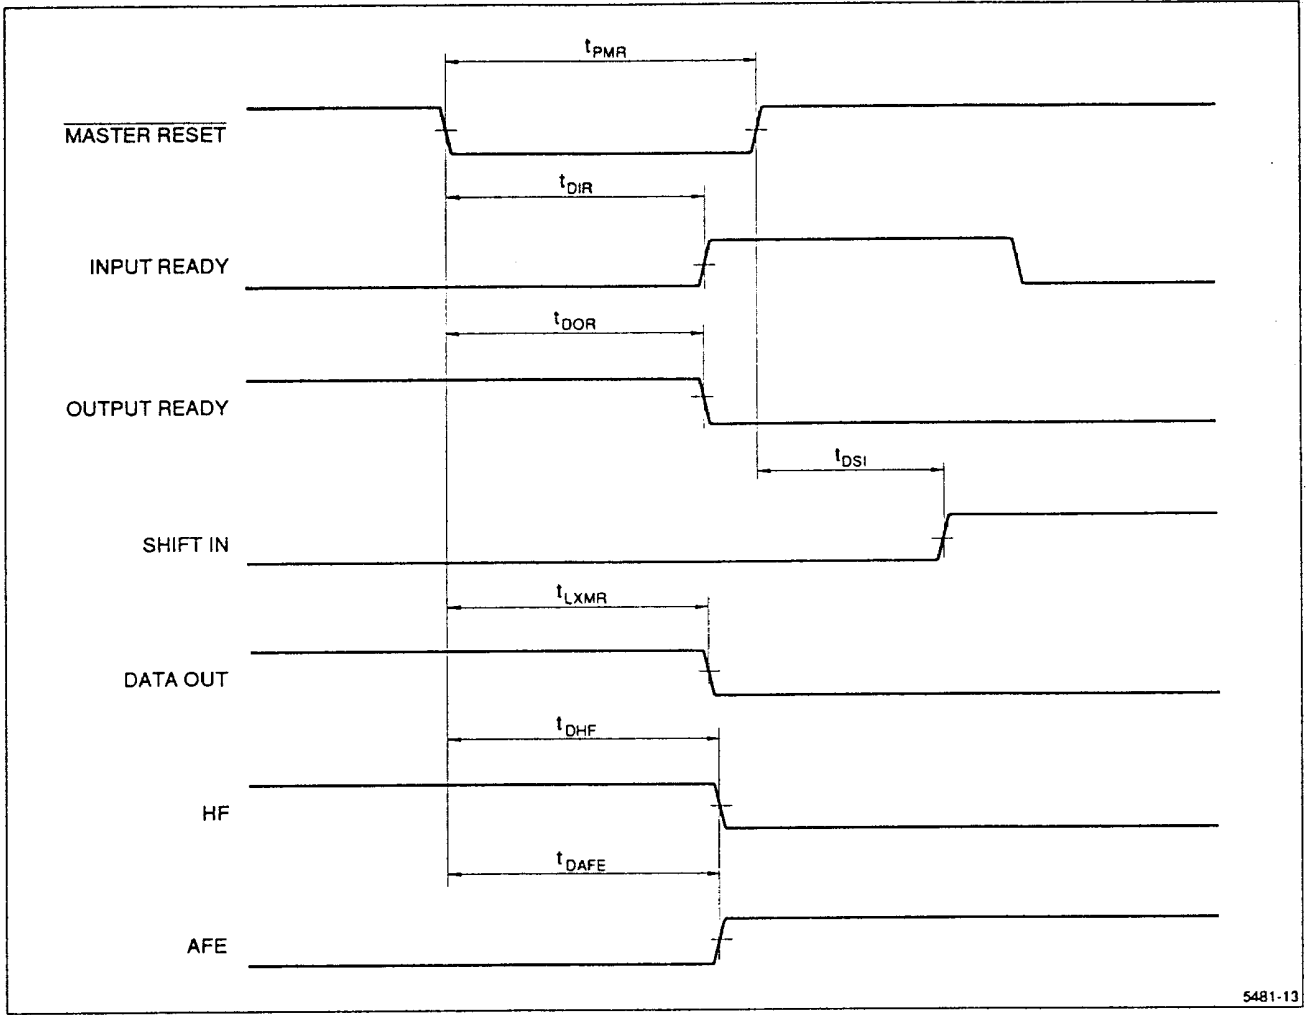 tPMR
MASTER RESET
tDIR
INPUT READY
tDOR
OUTPUT READY
tDSI
SHIFT IN
tLXMR
DATA OUT
tDHF
HF
tDAFE
AFE
5481-13